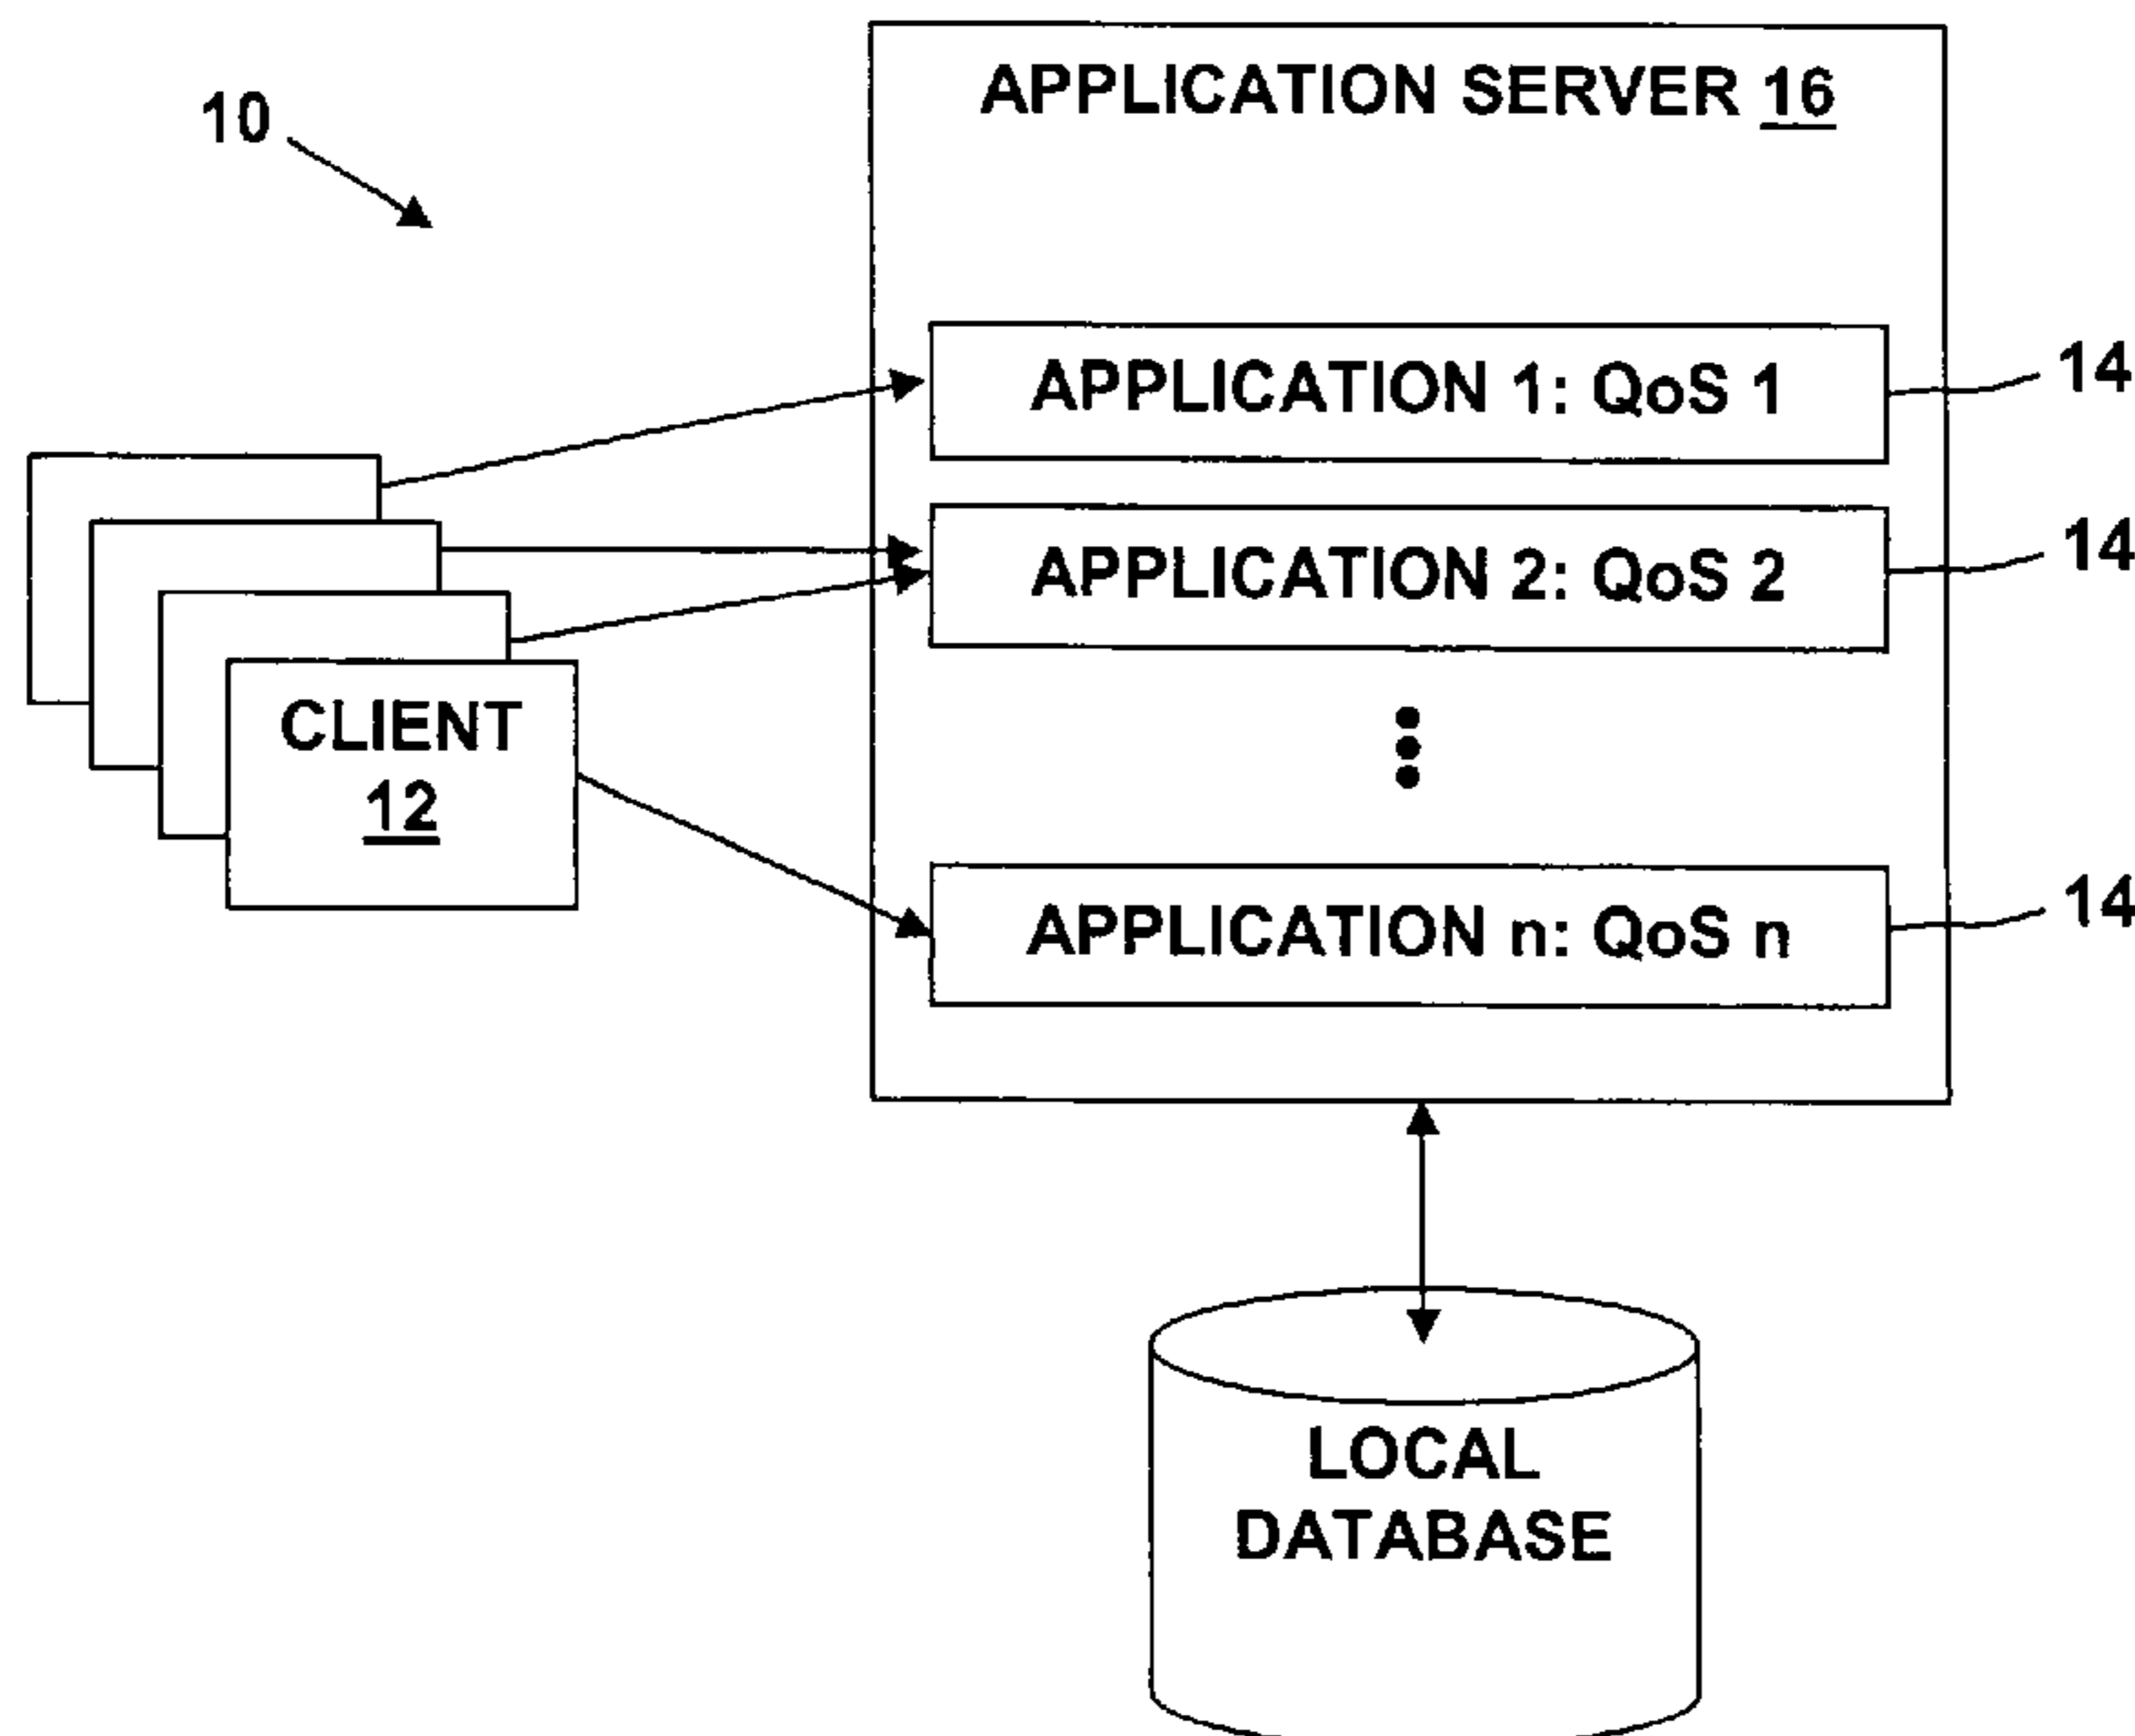 APPLICATION SERVER 16
10
APPLICATION 1: QoS 1
14
APPLICATION 2: QoS 2
14
CLIENT
12
APPLICATION n: QoS n
14
LOCAL
DATABASE